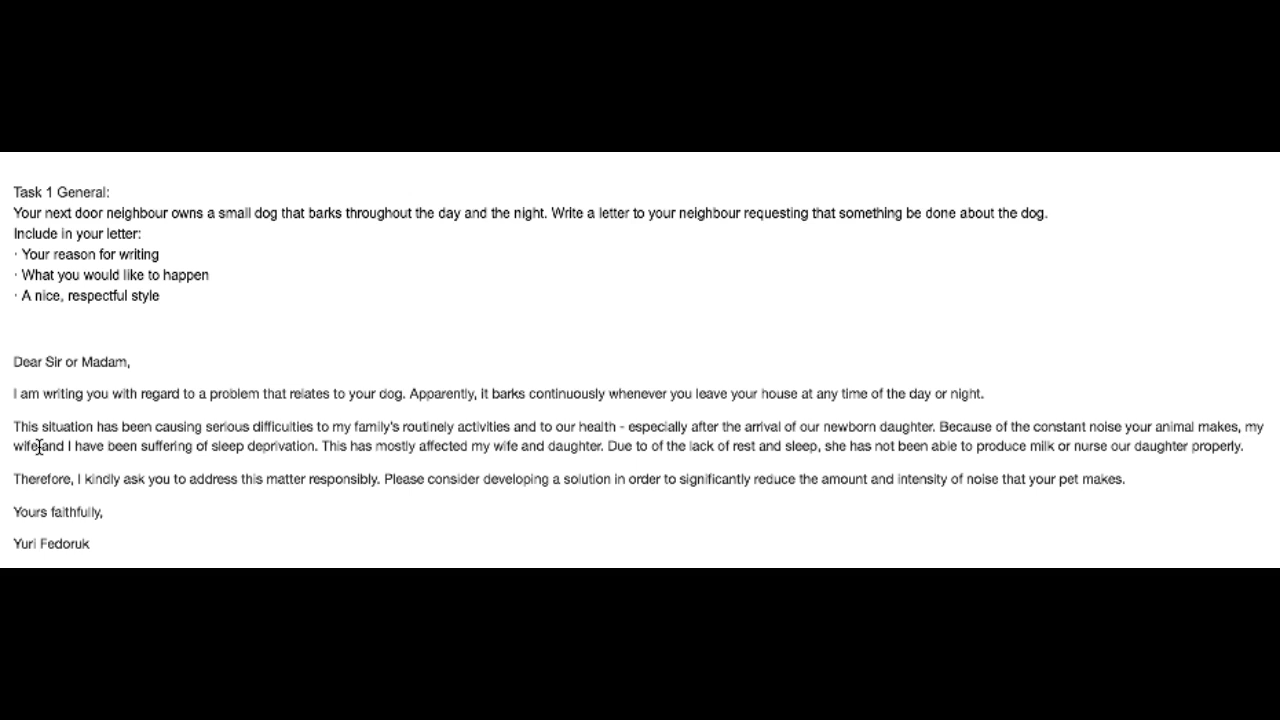 Task 1 General:
Your next door neighbour owns a small dog that barks throughout the day and the night. Write a letter to your neighbour requesting that something be done about the dog.
Include in your letter:
· Your reason for writing
· What you would like to happen
· A nice, respectful style
Dear Sir or Madam,
I am writing you with regard to a problem that relates to your dog. Apparently, it barks continuously whenever you leave your house at any time of the day or night.
This situation has been causing serious difficulties to my family's routinely activities and to our health - especially after the arrival of our newborn daughter. Because of the constant noise your animal makes, my
wife and I have been suffering of sleep deprivation. This has mostly affected my wife and daughter. Due to of the lack of rest and sleep, she has not been able to produce milk or nurse our daughter properly.
Therefore, I kindly ask you to address this matter responsibly. Please consider developing a solution in order to significantly reduce the amount and intensity of noise that your pet makes.
Yours faithfully,
Yuri Fedoruk